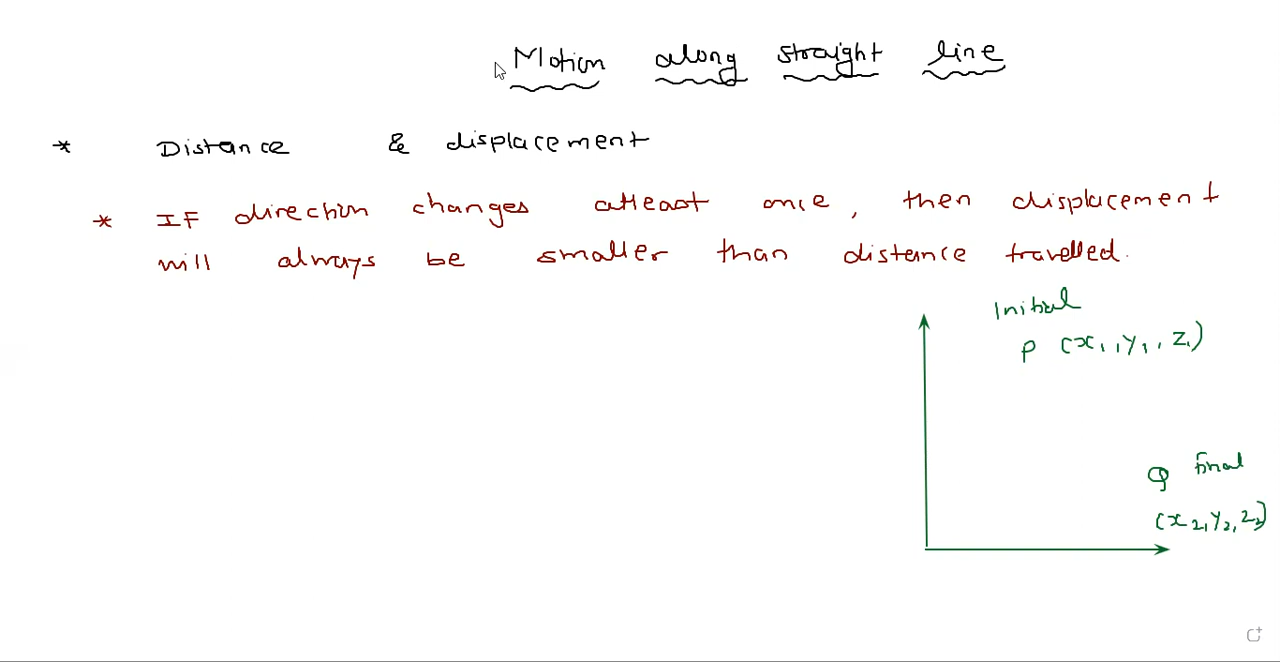 Motion along straight line
* Distance & displacement
* IF direction changes atleast once, then displacement
will always be smaller than distance travelled.
Initial
P (x₁, y₁, z₁)
Q final
(x₂, y₂, z₂)